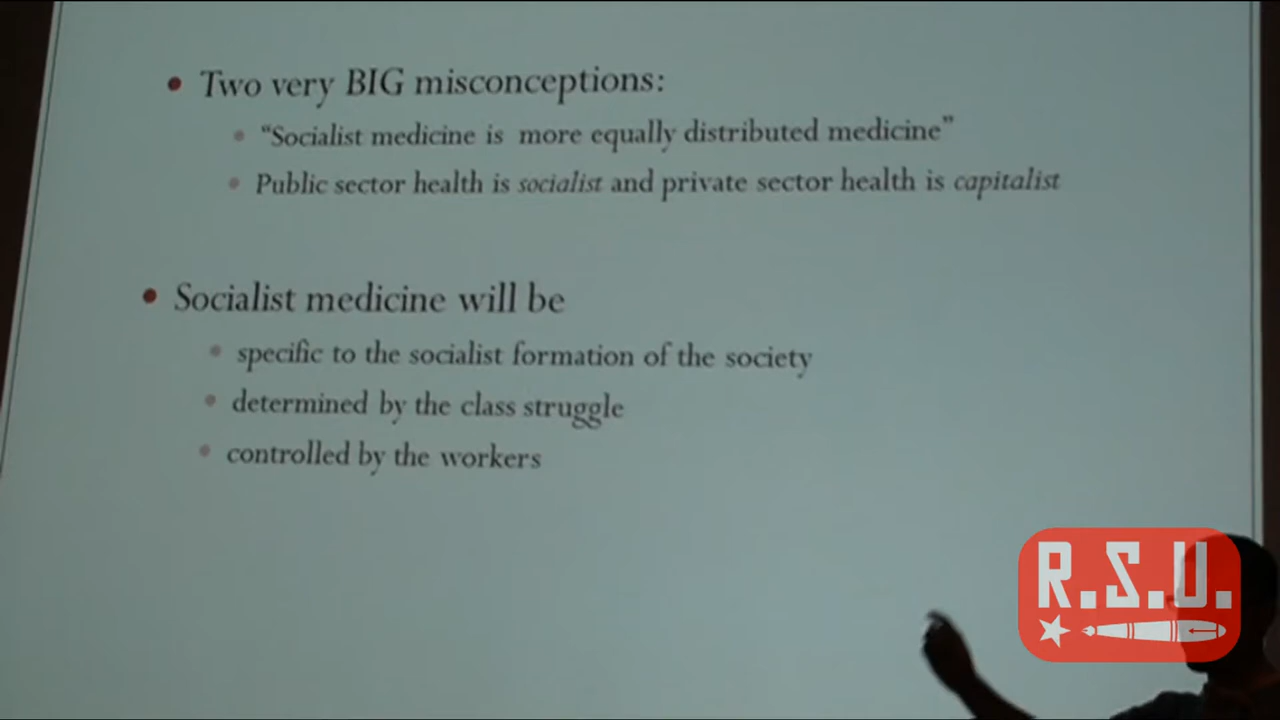 Two very BIG misconceptions:
“Socialist medicine is more equally distributed medicine”
Public sector health is socialist and private sector health is capitalist
Socialist medicine will be
specific to the socialist formation of the society
determined by the class struggle
controlled by the workers
R.S.U.